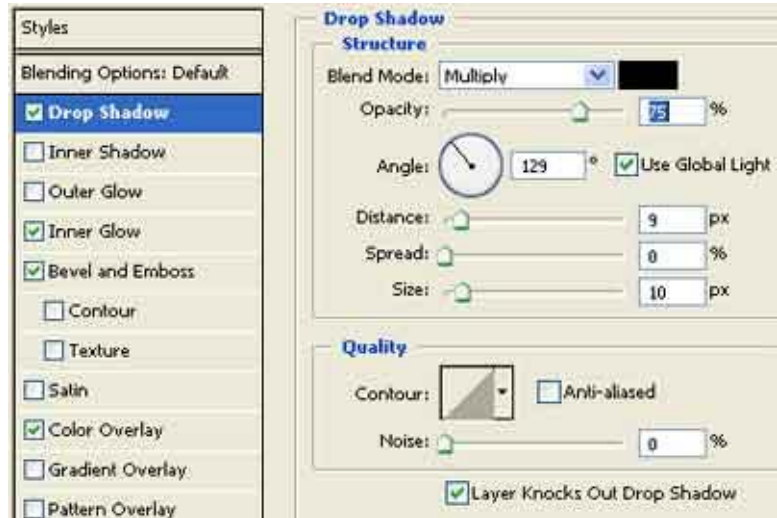 Styles
Blending Options: Default
Drop Shadow
Inner Shadow
Outer Glow
Inner Glow
Bevel and Emboss
Contour
Texture
Satin
Color Overlay
Gradient Overlay
Pattern Overlay
Drop Shadow
Structure
Blend Mode: Multiply
Opacity: 75 %
Angle: 129 ° Use Global Light
Distance: 9 px
Spread: 0 %
Size: 10 px
Quality
Contour: Anti-aliased
Noise: 0 %
Layer Knocks Out Drop Shadow